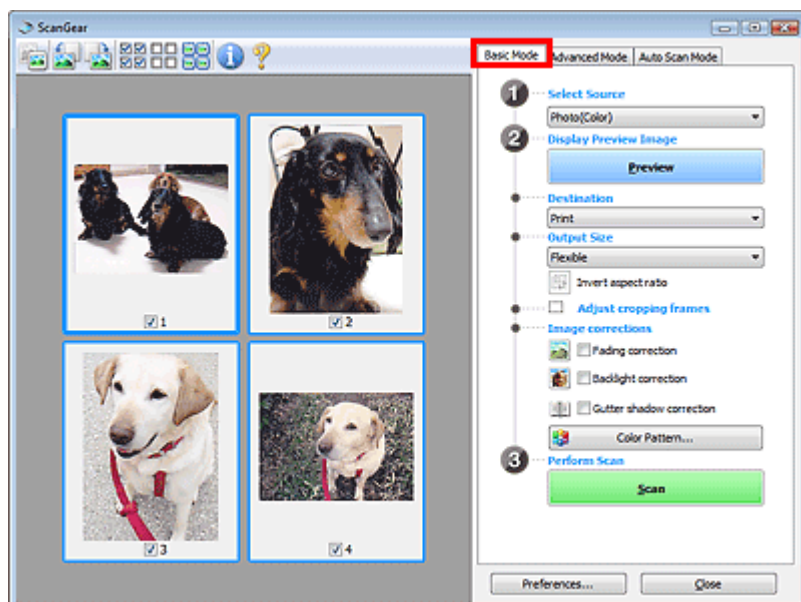 ScanGear
Basic Mode Advanced Mode Auto Scan Mode
1 Select Source
Photo(Color)
2 Display Preview Image
Preview
Destination
Print
Output Size
Flexible
Invert aspect ratio
Adjust cropping frames
Image corrections
Fading correction
Backlight correction
Gutter shadow correction
Color Pattern...
3 Perform Scan
Scan
Preferences... Close
1
2
3
4